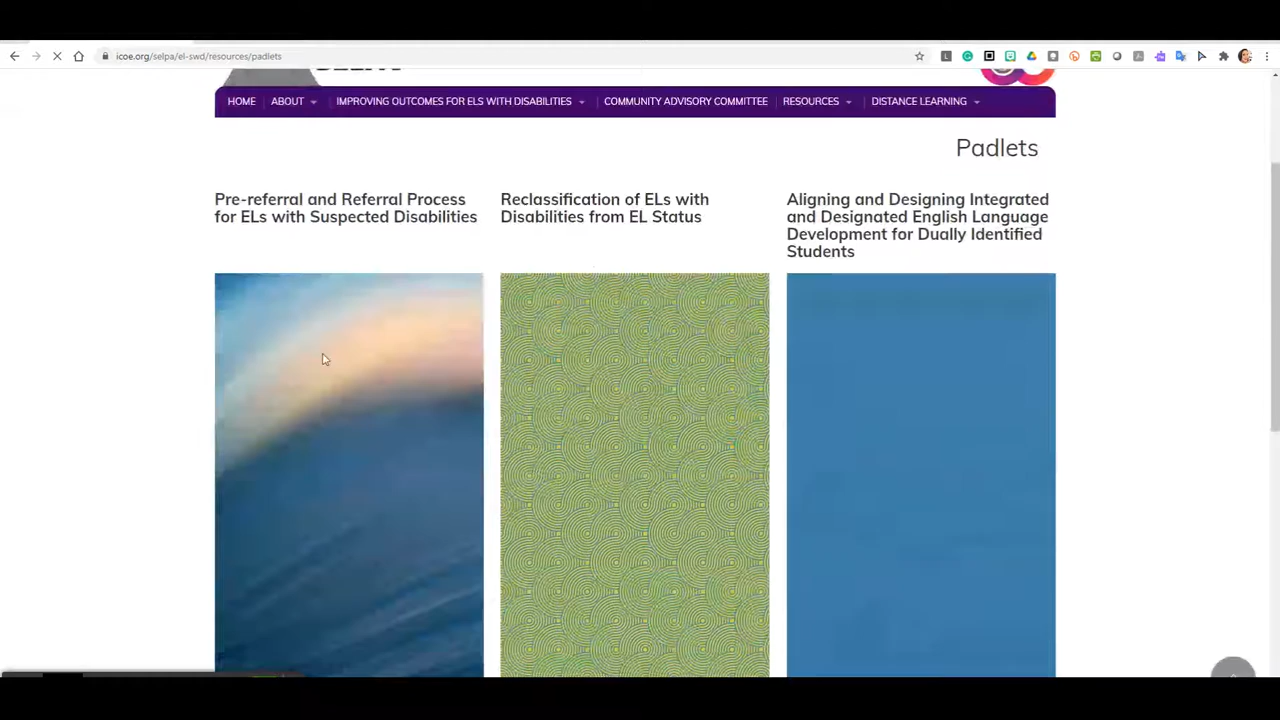 icoe.org/selpa/el-swd/resources/padlets
HOME ABOUT IMPROVING OUTCOMES FOR ELS WITH DISABILITIES COMMUNITY ADVISORY COMMITTEE RESOURCES DISTANCE LEARNING
Padlets
Pre-referral and Referral Process
for ELs with Suspected Disabilities
Reclassification of ELs with
Disabilities from EL Status
Aligning and Designing Integrated
and Designated English Language
Development for Dually Identified
Students